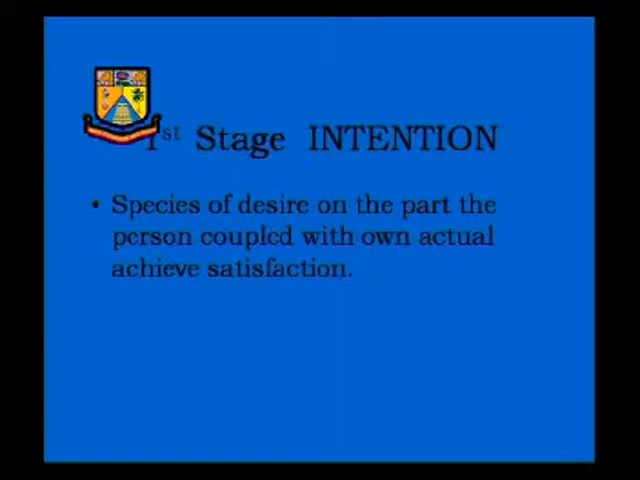 1st Stage INTENTION
• Species of desire on the part the
person coupled with own actual
achieve satisfaction.